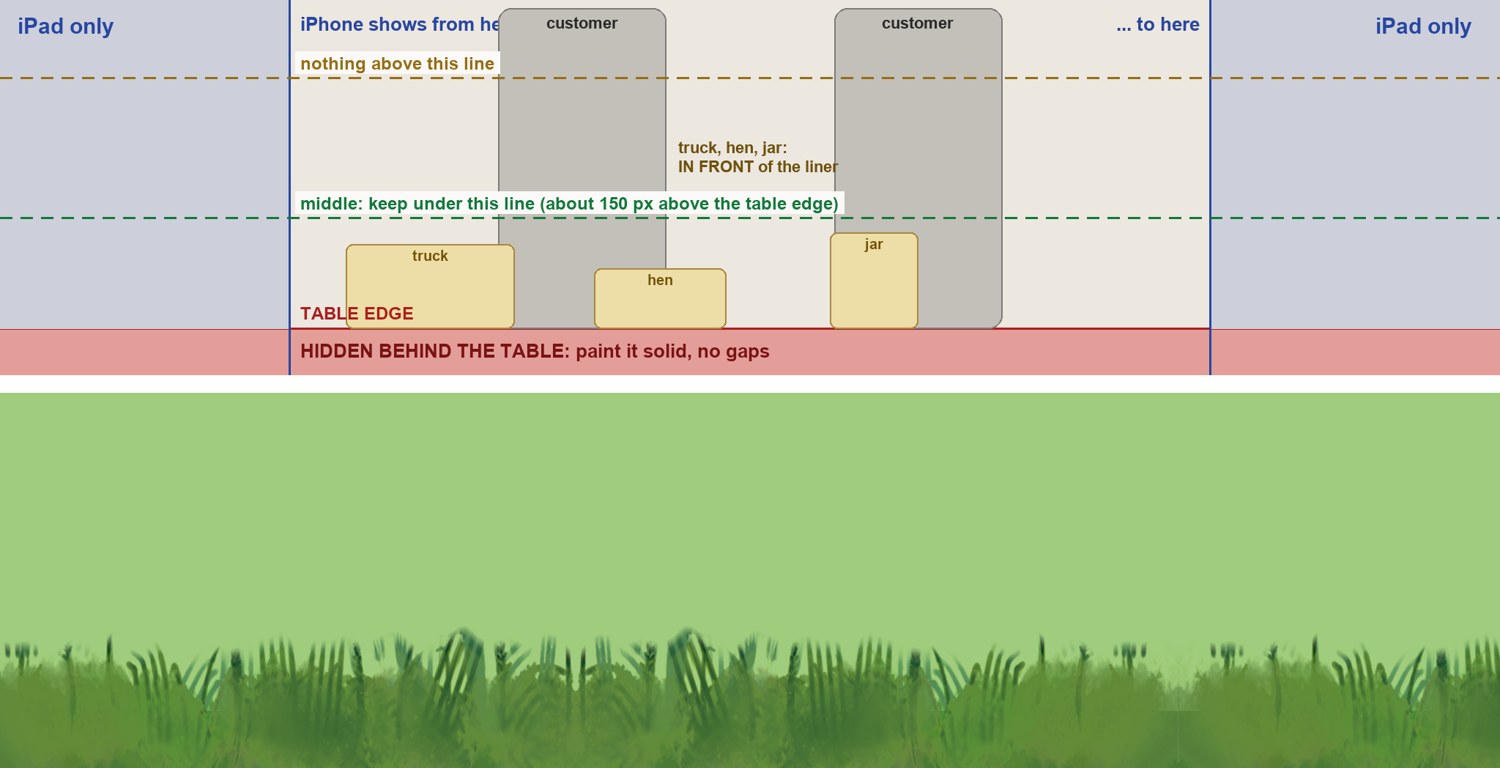 iPad only
iPhone shows from he
customer
customer
... to here
iPad only
nothing above this line
truck, hen, jar:
IN FRONT of the liner
middle: keep under this line (about 150 px above the table edge)
truck
hen
jar
TABLE EDGE
HIDDEN BEHIND THE TABLE: paint it solid, no gaps